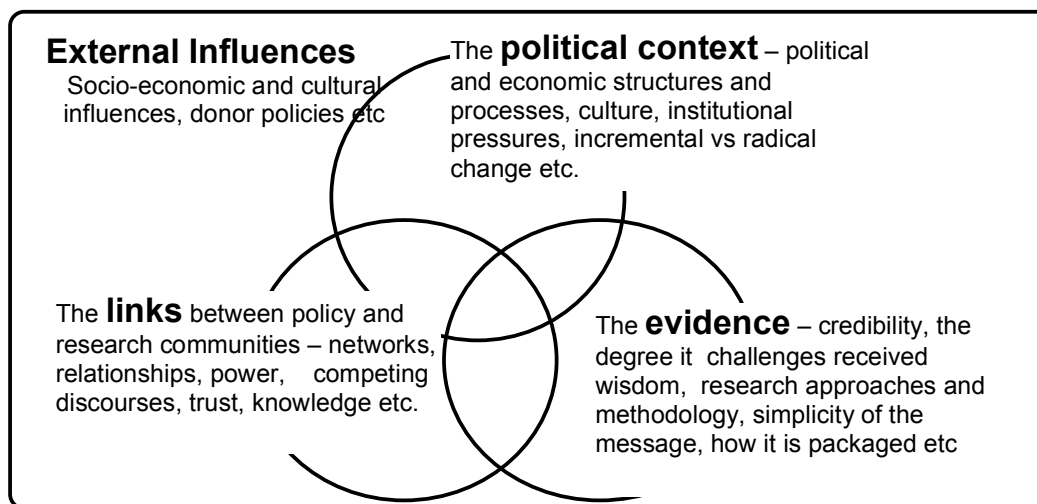 External Influences
Socio-economic and cultural
influences, donor policies etc
The political context – political
and economic structures and
processes, culture, institutional
pressures, incremental vs radical
change etc.
The links between policy and
research communities – networks,
relationships, power, competing
discourses, trust, knowledge etc.
The evidence – credibility, the
degree it challenges received
wisdom, research approaches and
methodology, simplicity of the
message, how it is packaged etc